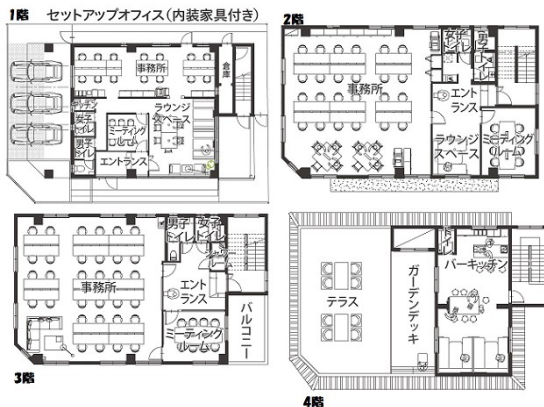 1階 セットアップオフィス(内装家具付き)
事務所
倉庫
キッチン
女子
トイレ
男子
トイレ
ミーティング
ルーム
ラウンジ
スペース
エントランス
2階
事務所
女子
トイレ
男子
トイレ
エント
ランス
ラウンジ
スペース
ミーティング
ルーム
事務所
男子
トイレ
女子
トイレ
エント
ランス
ミーティング
ルーム
バルコニー
3階
テラス
ガーデンデッキ
トイレ
バーキッチン
4階